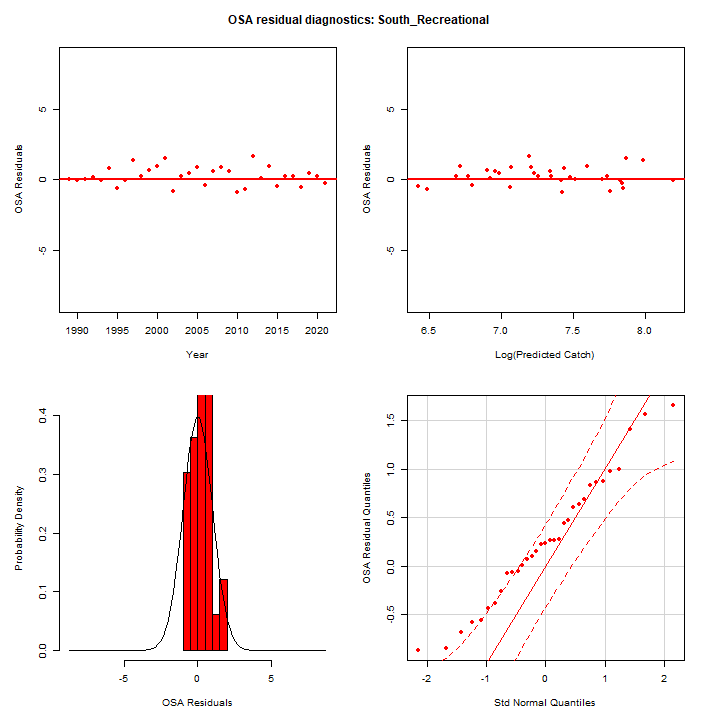 OSA residual diagnostics: South_Recreational
OSA Residuals
5
0
-5
1990 1995 2000 2005 2010 2015 2020
Year
OSA Residuals
5
0
-5
6.5 7.0 7.5 8.0
Log(Predicted Catch)
Probability Density
0.4
0.3
0.2
0.1
0.0
-5 0 5
OSA Residuals
OSA Residual Quantiles
1.5
1.0
0.5
0.0
-0.5
-2 -1 0 1 2
Std Normal Quantiles